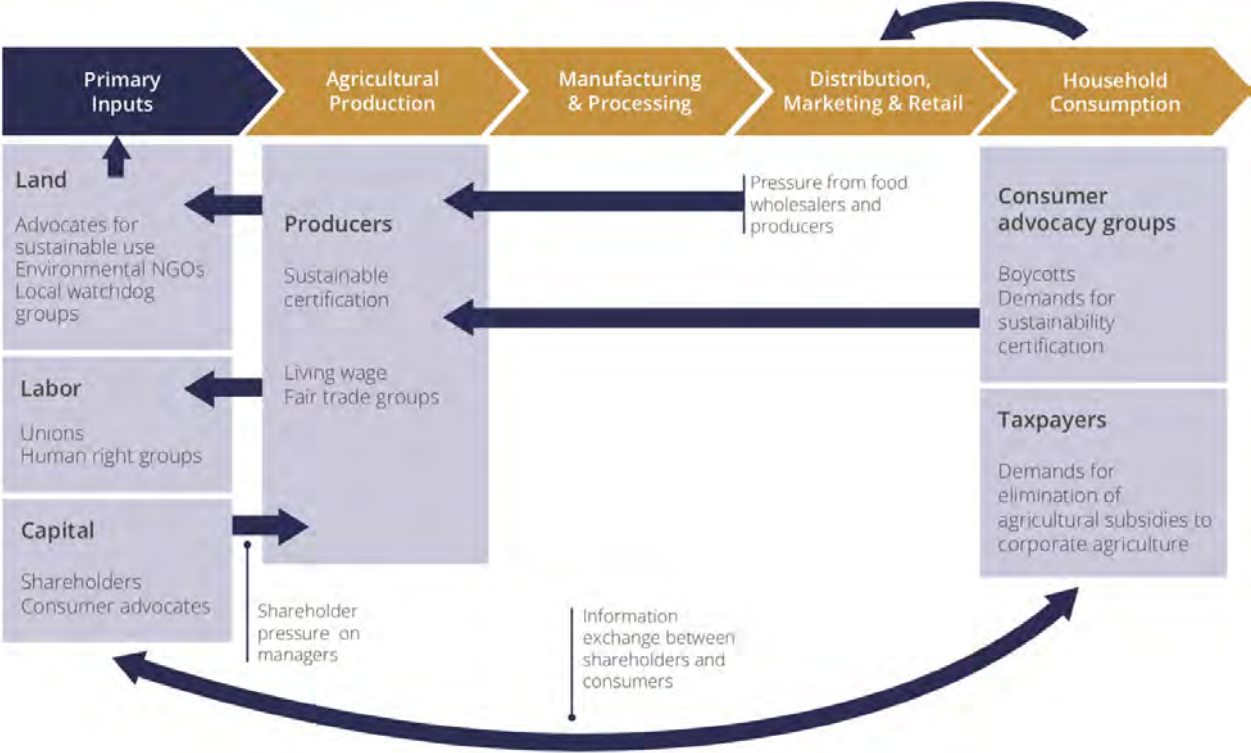 Primary
Inputs
Agricultural
Production
Manufacturing
& Processing
Distribution,
Marketing & Retail
Household
Consumption
Land
Advocates for
sustainable use
Environmental NGOs
Local watchdog
groups
Labor
Unions
Human right groups
Capital
Shareholders
Consumer advocates
Producers
Sustainable
certification
Living wage
Fair trade groups
Pressure from food
wholesalers and
producers
Consumer
advocacy groups
Boycotts
Demands for
sustainability
certification
Taxpayers
Demands for
elimination of
agricultural subsidies to
corporate agriculture
Shareholder
pressure on
managers
Information
exchange between
shareholders and
consumers